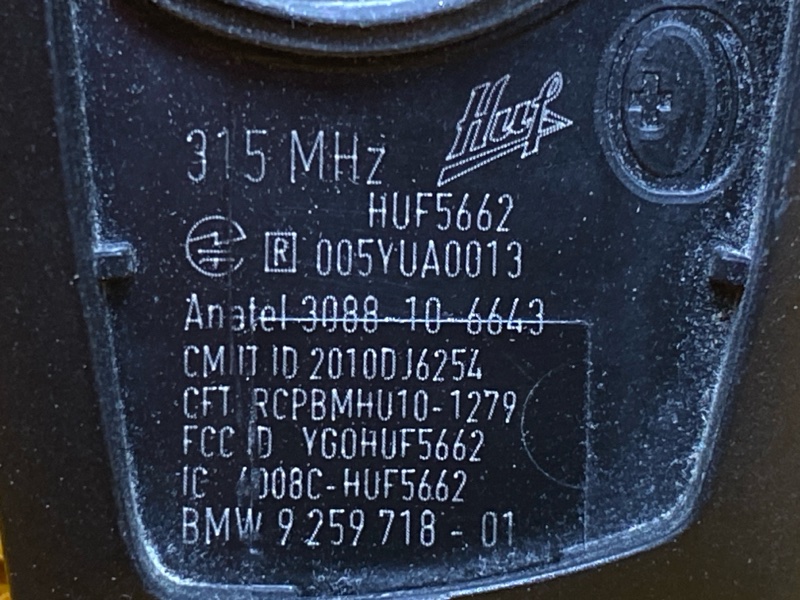 Huf
315 MHz
HUF5662
R 005YUA0013
Anatel 3088-10-6643
CMIIT ID 2010DJ6254
CFT RCPBMHU10-1279
FCC ID YGOHUF5662
IC 4008C-HUF5662
BMW 9 259 718 - 01